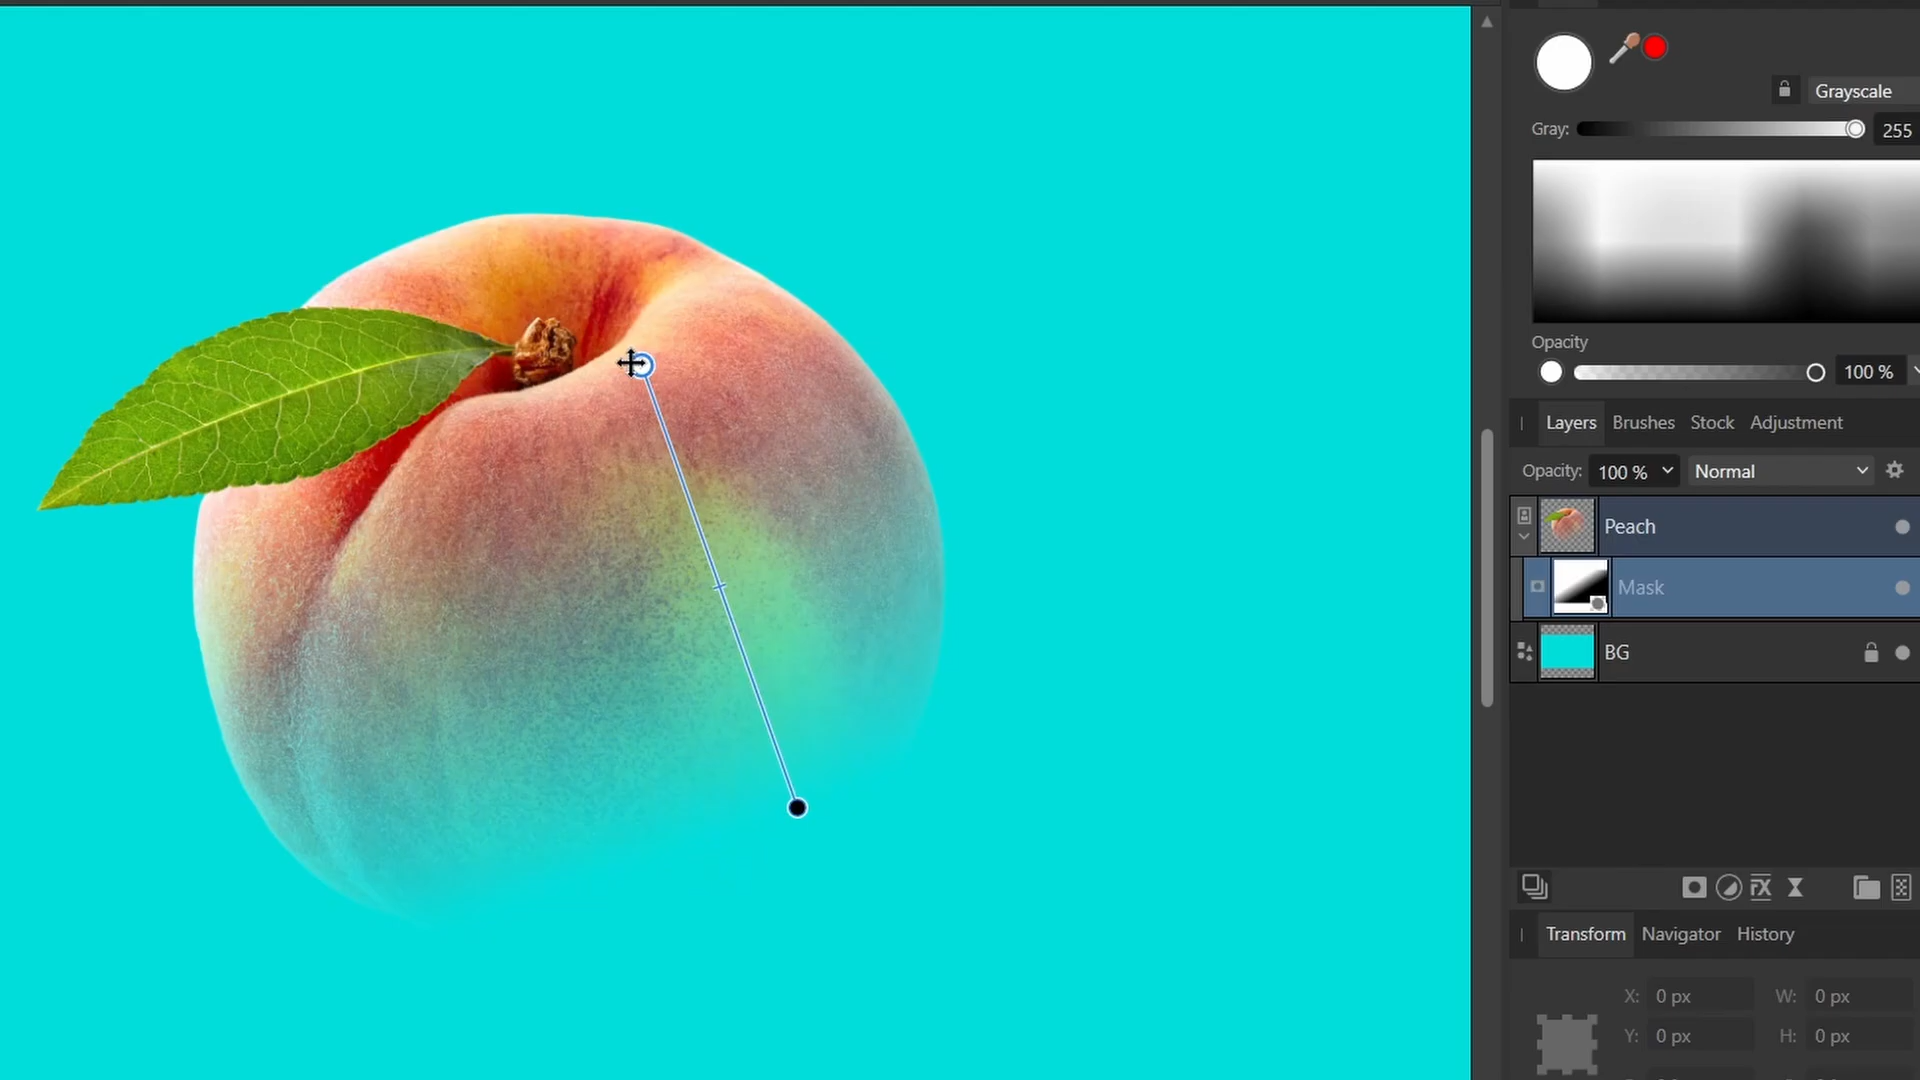 Grayscale
Gray: 255
Opacity
100 %
Layers Brushes Stock Adjustment
Opacity: 100 % Normal
Peach
Mask
BG
FX
Transform Navigator History
X: 0 px W: 0 px
Y: 0 px H: 0 px